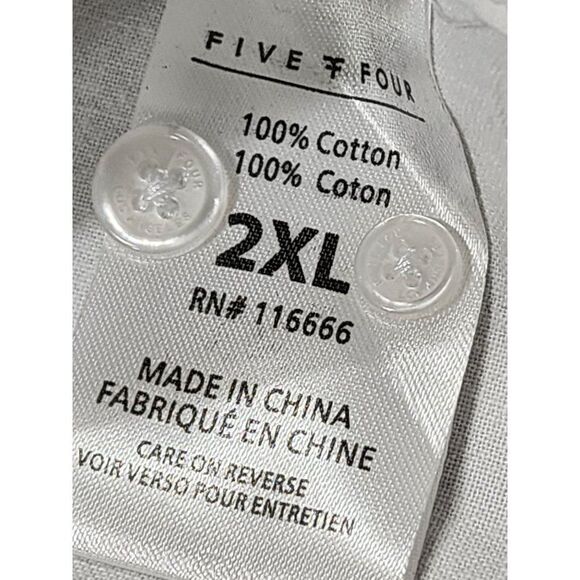 FIVE FOUR
100% Cotton
100% Coton
FOUR
2XL
RN# 116666
MADE IN CHINA
FABRIQUÉ EN CHINE
CARE ON REVERSE
VOIR VERSO POUR ENTRETIEN